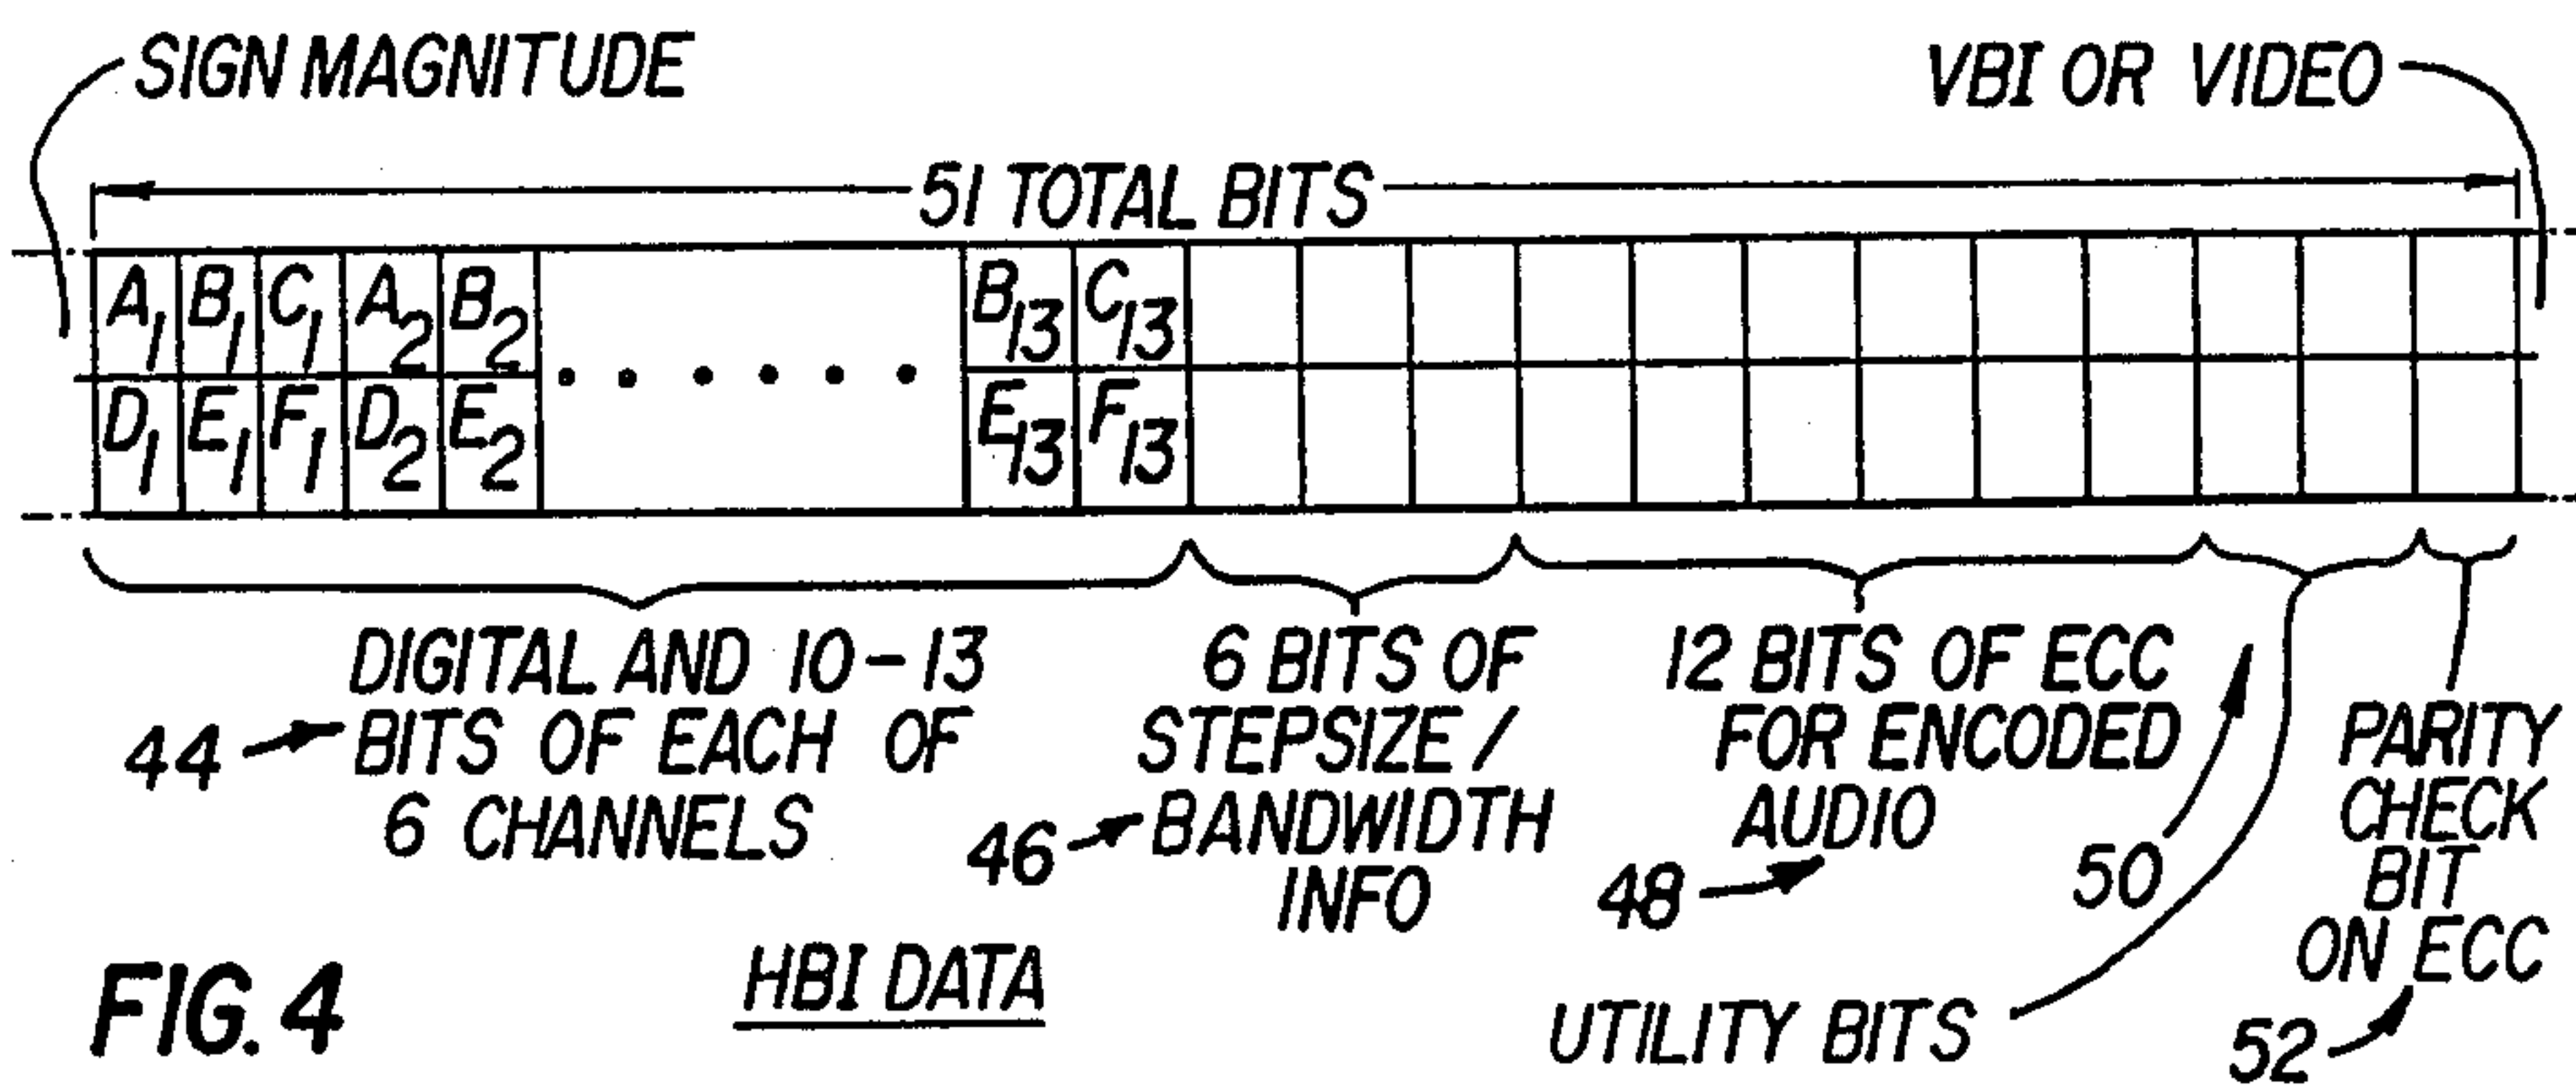 SIGN MAGNITUDE
VBI OR VIDEO
51 TOTAL BITS
A1 B1 C1 A2 B2 ...... B13 C13
D1 E1 F1 D2 E2 E13 F13
DIGITAL AND 10-13
BITS OF EACH OF
6 CHANNELS
44
6 BITS OF
STEPSIZE /
BANDWIDTH
INFO
46
12 BITS OF ECC
FOR ENCODED
AUDIO
48
50
UTILITY BITS
PARITY
CHECK
BIT
ON ECC
52
HBI DATA
FIG. 4